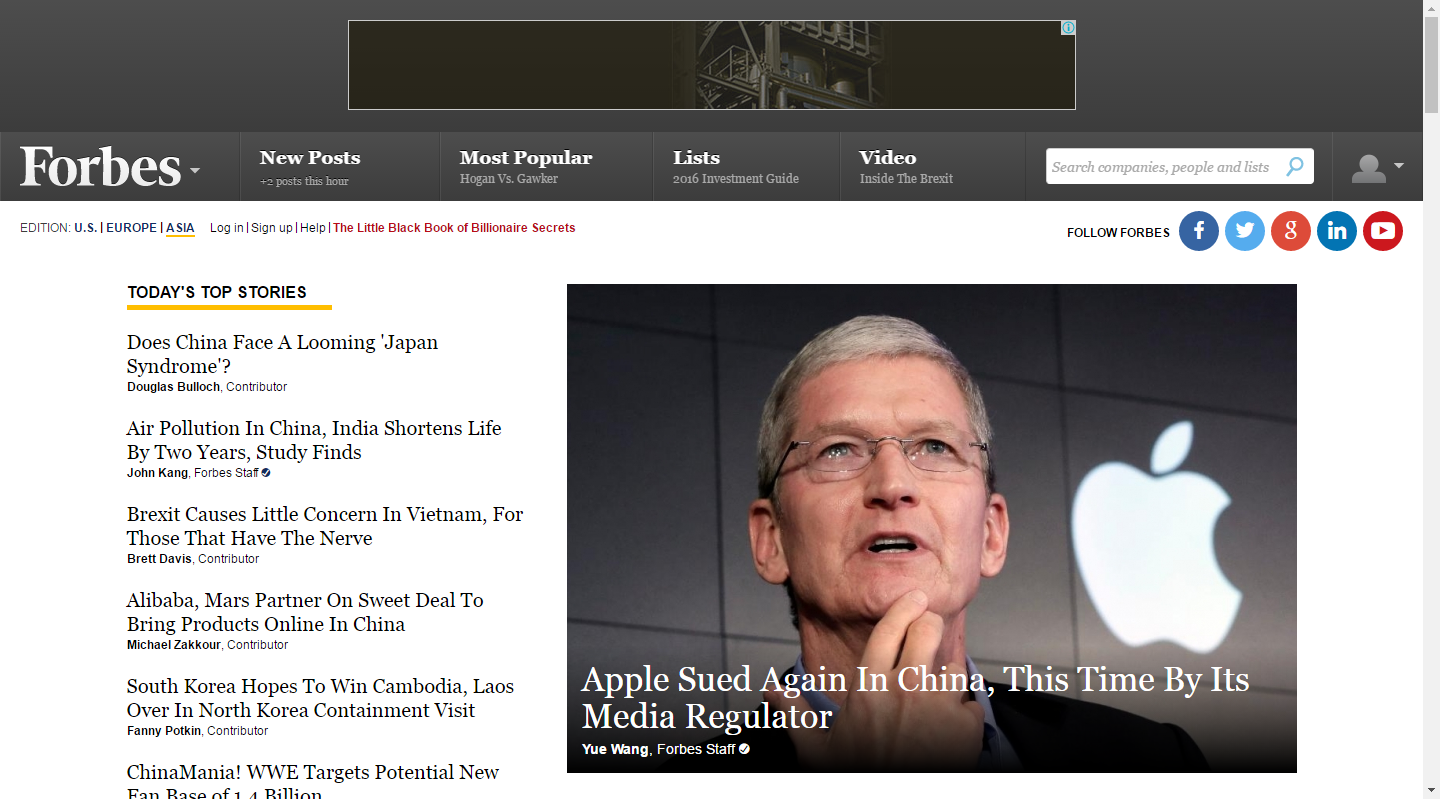 Forbes
New Posts
+2 posts this hour
Most Popular
Hogan Vs. Gawker
Lists
2016 Investment Guide
Video
Inside The Brexit
Search companies, people and lists
EDITION: U.S. | EUROPE | ASIA
Log in | Sign up | Help | The Little Black Book of Billionaire Secrets
FOLLOW FORBES
TODAY'S TOP STORIES
Does China Face A Looming 'Japan
Syndrome'?
Douglas Bulloch, Contributor
Air Pollution In China, India Shortens Life
By Two Years, Study Finds
John Kang, Forbes Staff
Brexit Causes Little Concern In Vietnam, For
Those That Have The Nerve
Brett Davis, Contributor
Alibaba, Mars Partner On Sweet Deal To
Bring Products Online In China
Michael Zakkour, Contributor
South Korea Hopes To Win Cambodia, Laos
Over In North Korea Containment Visit
Fanny Potkin, Contributor
ChinaMania! WWE Targets Potential New
Fan Base of 1.4 Billion
Apple Sued Again In China, This Time By Its
Media Regulator
Yue Wang, Forbes Staff